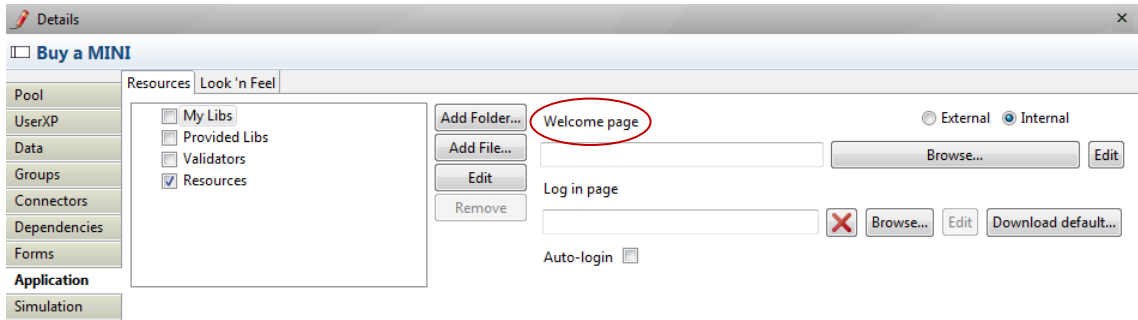 Details
Buy a MINI
Resources Look 'n Feel
Pool
UserXP
Data
Groups
Connectors
Dependencies
Forms
Application
Simulation
My Libs
Provided Libs
Validators
Resources
Add Folder...
Add File...
Edit
Remove
Welcome page
External Internal
Browse... Edit
Log in page
Browse... Edit Download default...
Auto-login